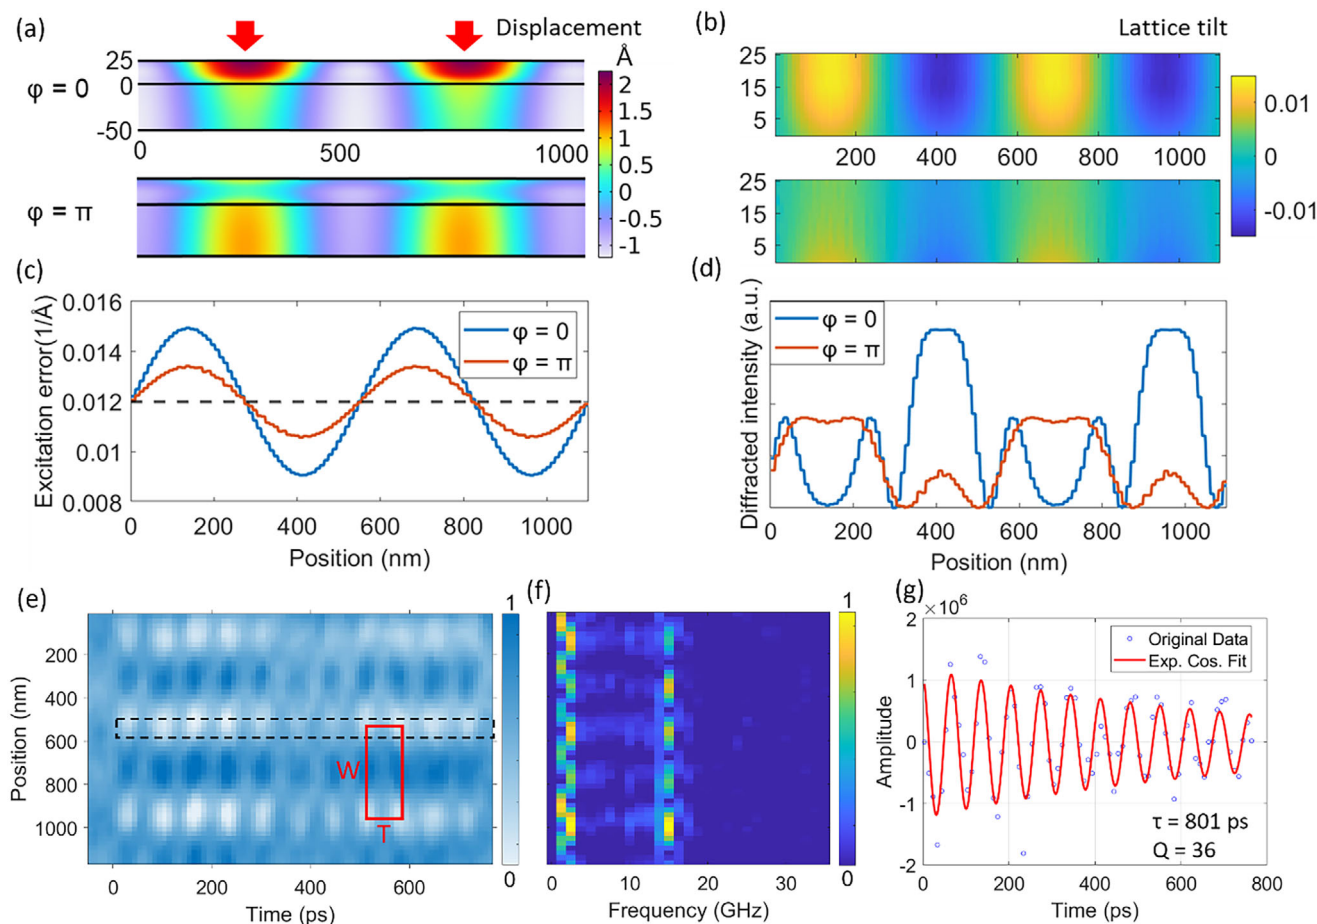 (a)
Displacement
Å
φ = 0
25
0
-50
0
500
1000
φ = π
2
1.5
1
0.5
0
-0.5
-1
(b)
Lattice tilt
25
15
5
200
400
600
800
1000
25
15
5
0.01
0
-0.01
(c)
Excitation error(1/Å)
0.016
0.014
0.012
0.01
0.008
φ = 0
φ = π
0
200
400
600
800
1000
Position (nm)
(d)
Diffracted intensity (a.u.)
φ = 0
φ = π
0
200
400
600
800
1000
Position (nm)
(e)
Position (nm)
200
400
600
800
1000
W
T
0
200
400
600
Time (ps)
1
0
(f)
0
10
20
30
Frequency (GHz)
1
0
(g)
×10⁶
Amplitude
2
1
0
-1
-2
Original Data
Exp. Cos. Fit
τ = 801 ps
Q = 36
0
200
400
600
800
Time (ps)